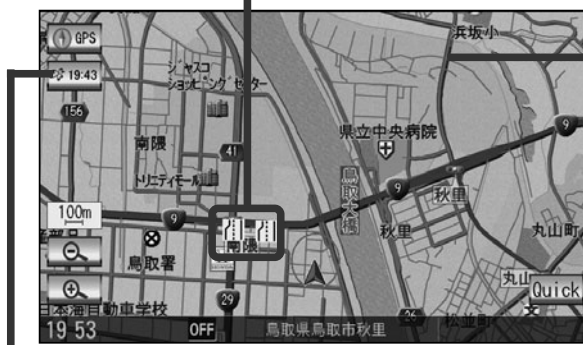 GPS
19:43
浜坂小
ジャスコ
ショッピングセンター
156
9
県立中央病院
南隈
41
トリニティモール
鳥取大橋
9
秋里
100m
9
秋里
丸山町
南隈
鳥取署
丸山
Quick
29
日本海自動車学校
26
松並町
19 53
OFF
鳥取県鳥取市秋里